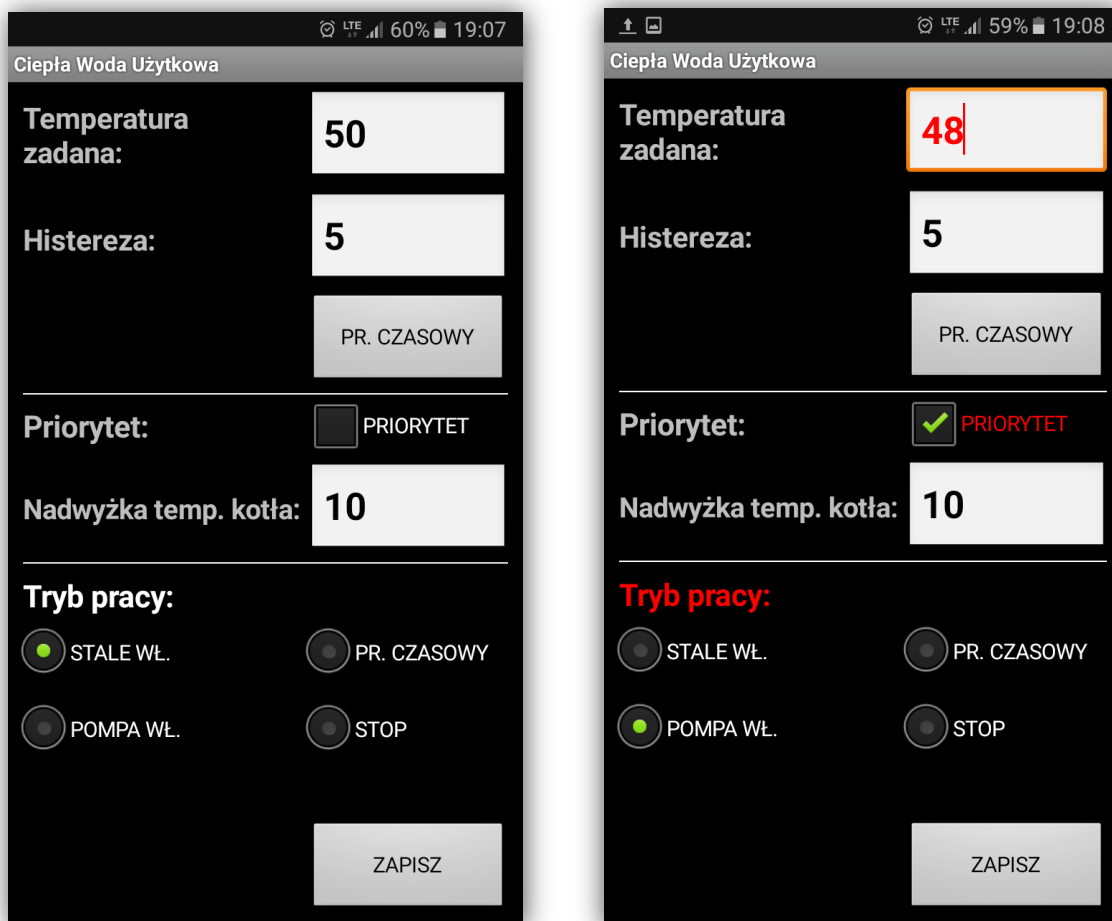 LTE 60% 19:07
Ciepła Woda Użytkowa
Temperatura
zadana:
50
Histereza:
5
PR. CZASOWY
Priorytet:
PRIORYTET
Nadwyżka temp. kotła:
10
Tryb pracy:
STALE WŁ. PR. CZASOWY
POMPA WŁ. STOP
ZAPISZ
LTE 59% 19:08
Ciepła Woda Użytkowa
Temperatura
zadana:
48
Histereza:
5
PR. CZASOWY
Priorytet:
PRIORYTET
Nadwyżka temp. kotła:
10
Tryb pracy:
STALE WŁ. PR. CZASOWY
POMPA WŁ. STOP
ZAPISZ